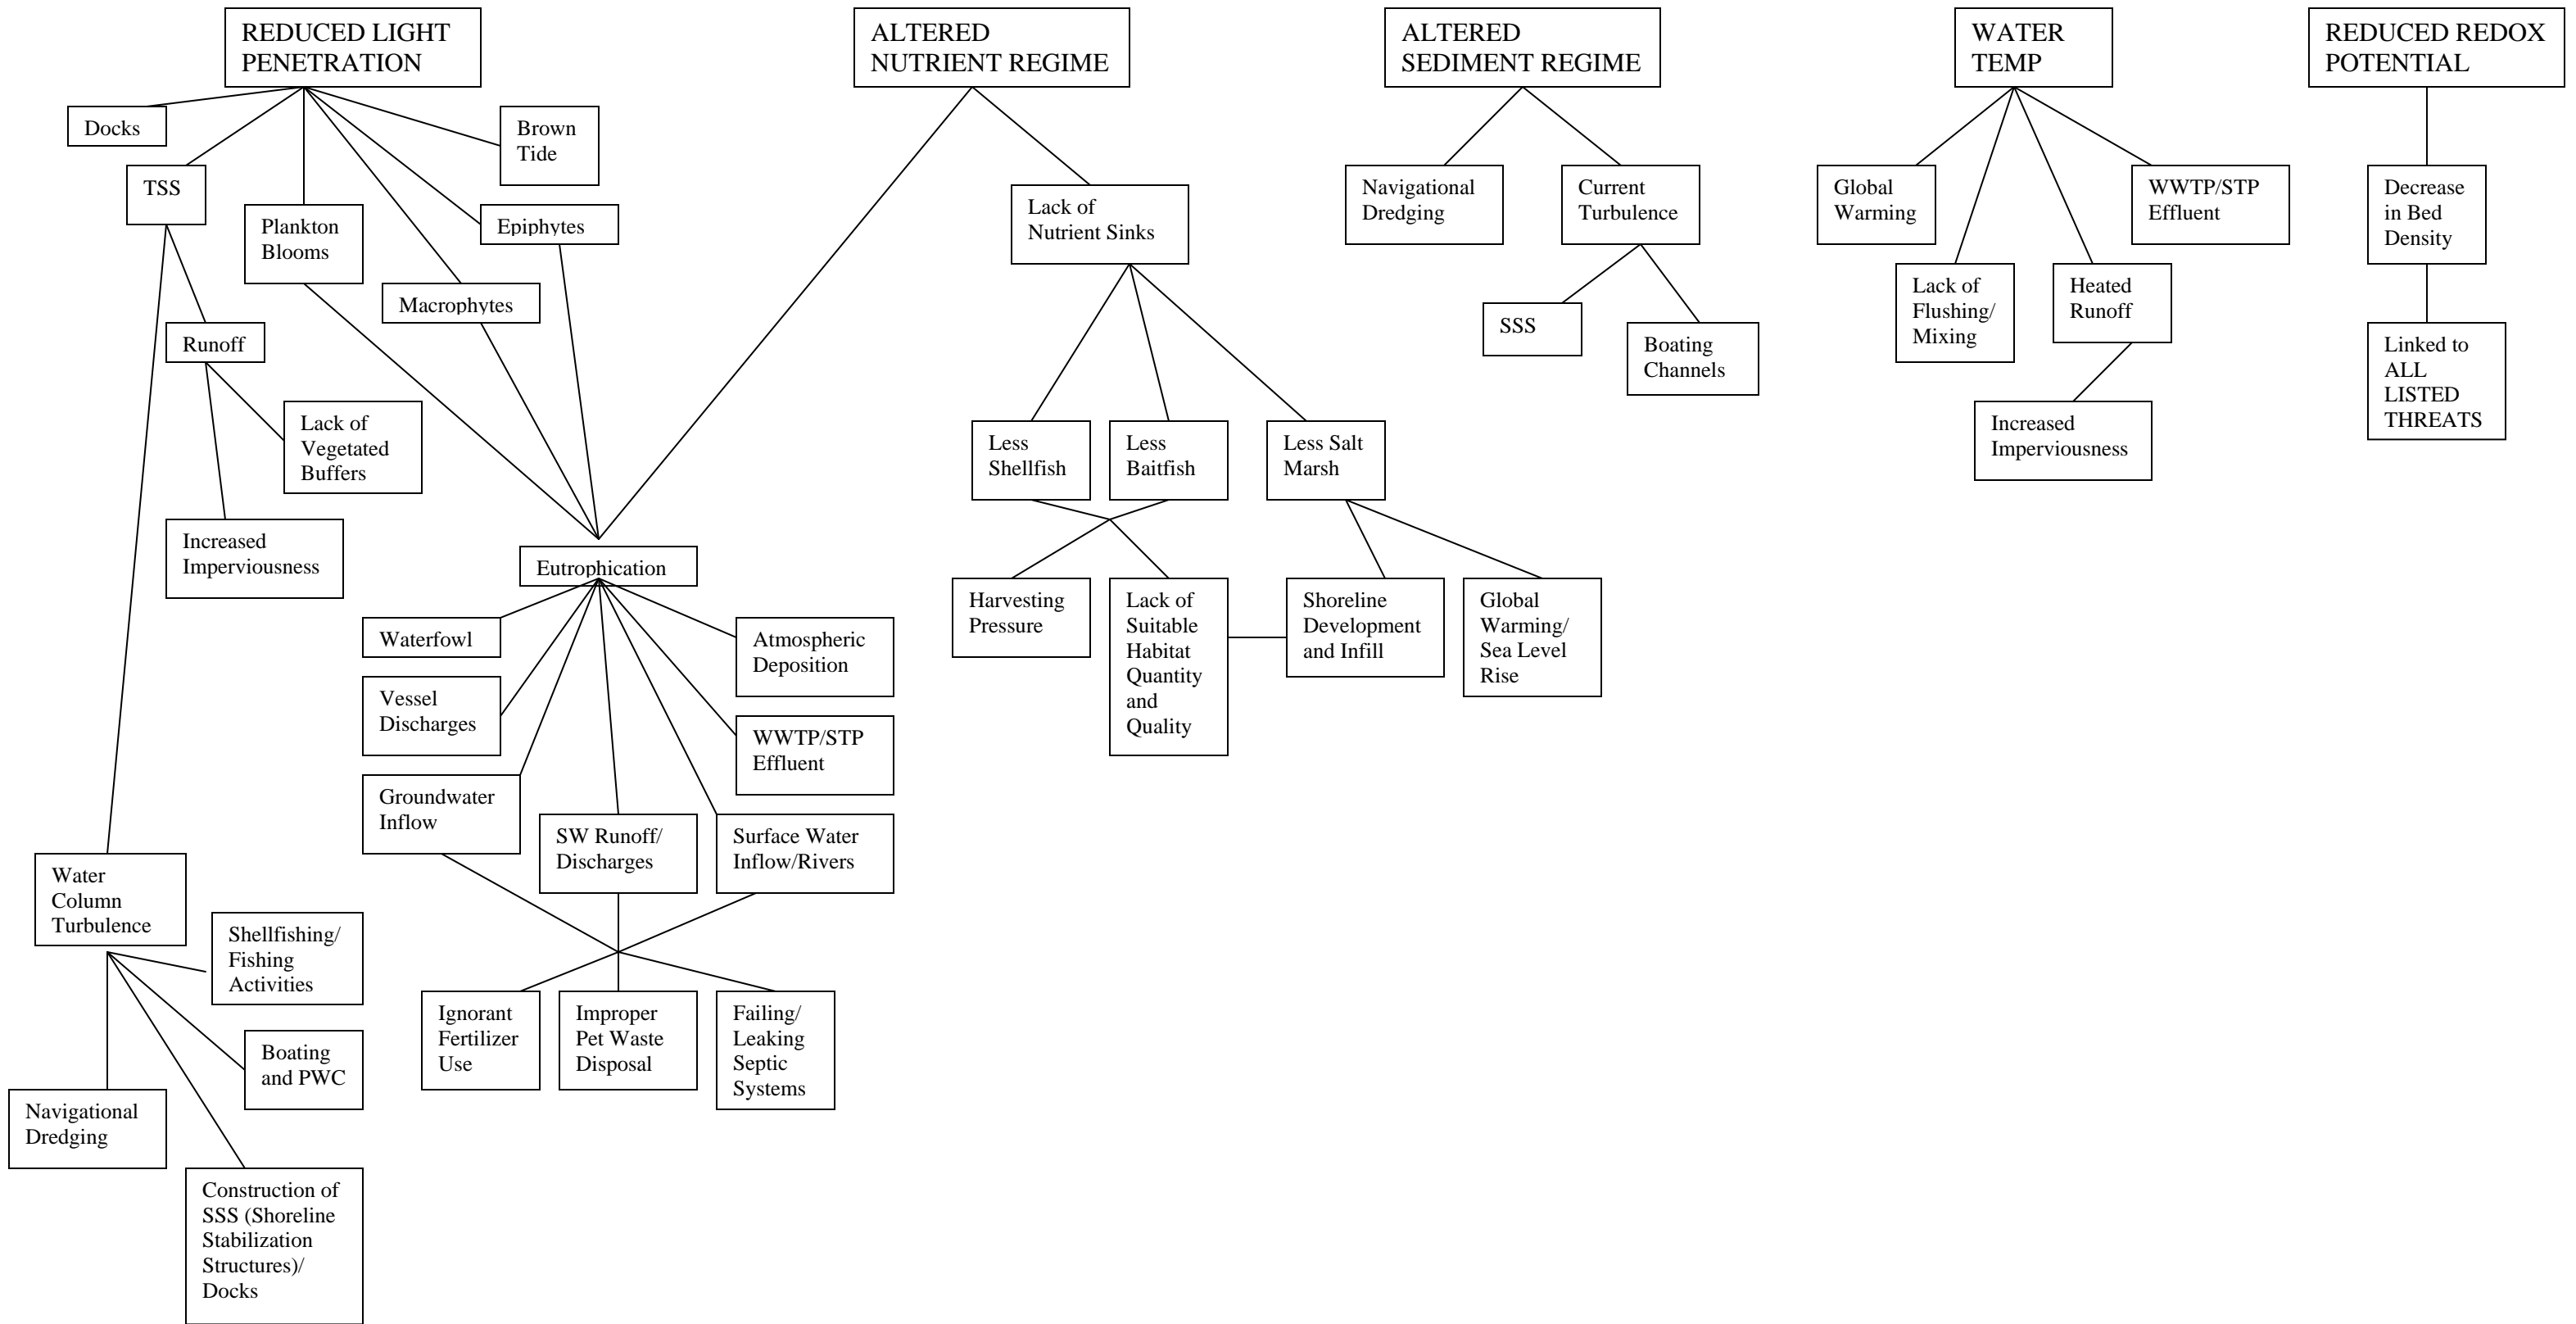 REDUCED LIGHT
PENETRATION
ALTERED
NUTRIENT REGIME
ALTERED
SEDIMENT REGIME
WATER
TEMP
REDUCED REDOX
POTENTIAL
Docks
Brown
Tide
TSS
Plankton
Blooms
Epiphytes
Macrophytes
Runoff
Lack of
Vegetated
Buffers
Increased
Imperviousness
Lack of
Nutrient Sinks
Navigational
Dredging
Current
Turbulence
SSS
Boating
Channels
Global
Warming
WWTP/STP
Effluent
Lack of
Flushing/
Mixing
Heated
Runoff
Increased
Imperviousness
Decrease
in Bed
Density
Linked to
ALL
LISTED
THREATS
Less
Shellfish
Less
Baitfish
Less Salt
Marsh
Harvesting
Pressure
Lack of
Suitable
Habitat
Quantity
and
Quality
Shoreline
Development
and Infill
Global
Warming/
Sea Level
Rise
Eutrophication
Waterfowl
Atmospheric
Deposition
Vessel
Discharges
WWTP/STP
Effluent
Groundwater
Inflow
SW Runoff/
Discharges
Surface Water
Inflow/Rivers
Ignorant
Fertilizer
Use
Improper
Pet Waste
Disposal
Failing/
Leaking
Septic
Systems
Water
Column
Turbulence
Shellfishing/
Fishing
Activities
Boating
and PWC
Navigational
Dredging
Construction of
SSS (Shoreline
Stabilization
Structures)/
Docks